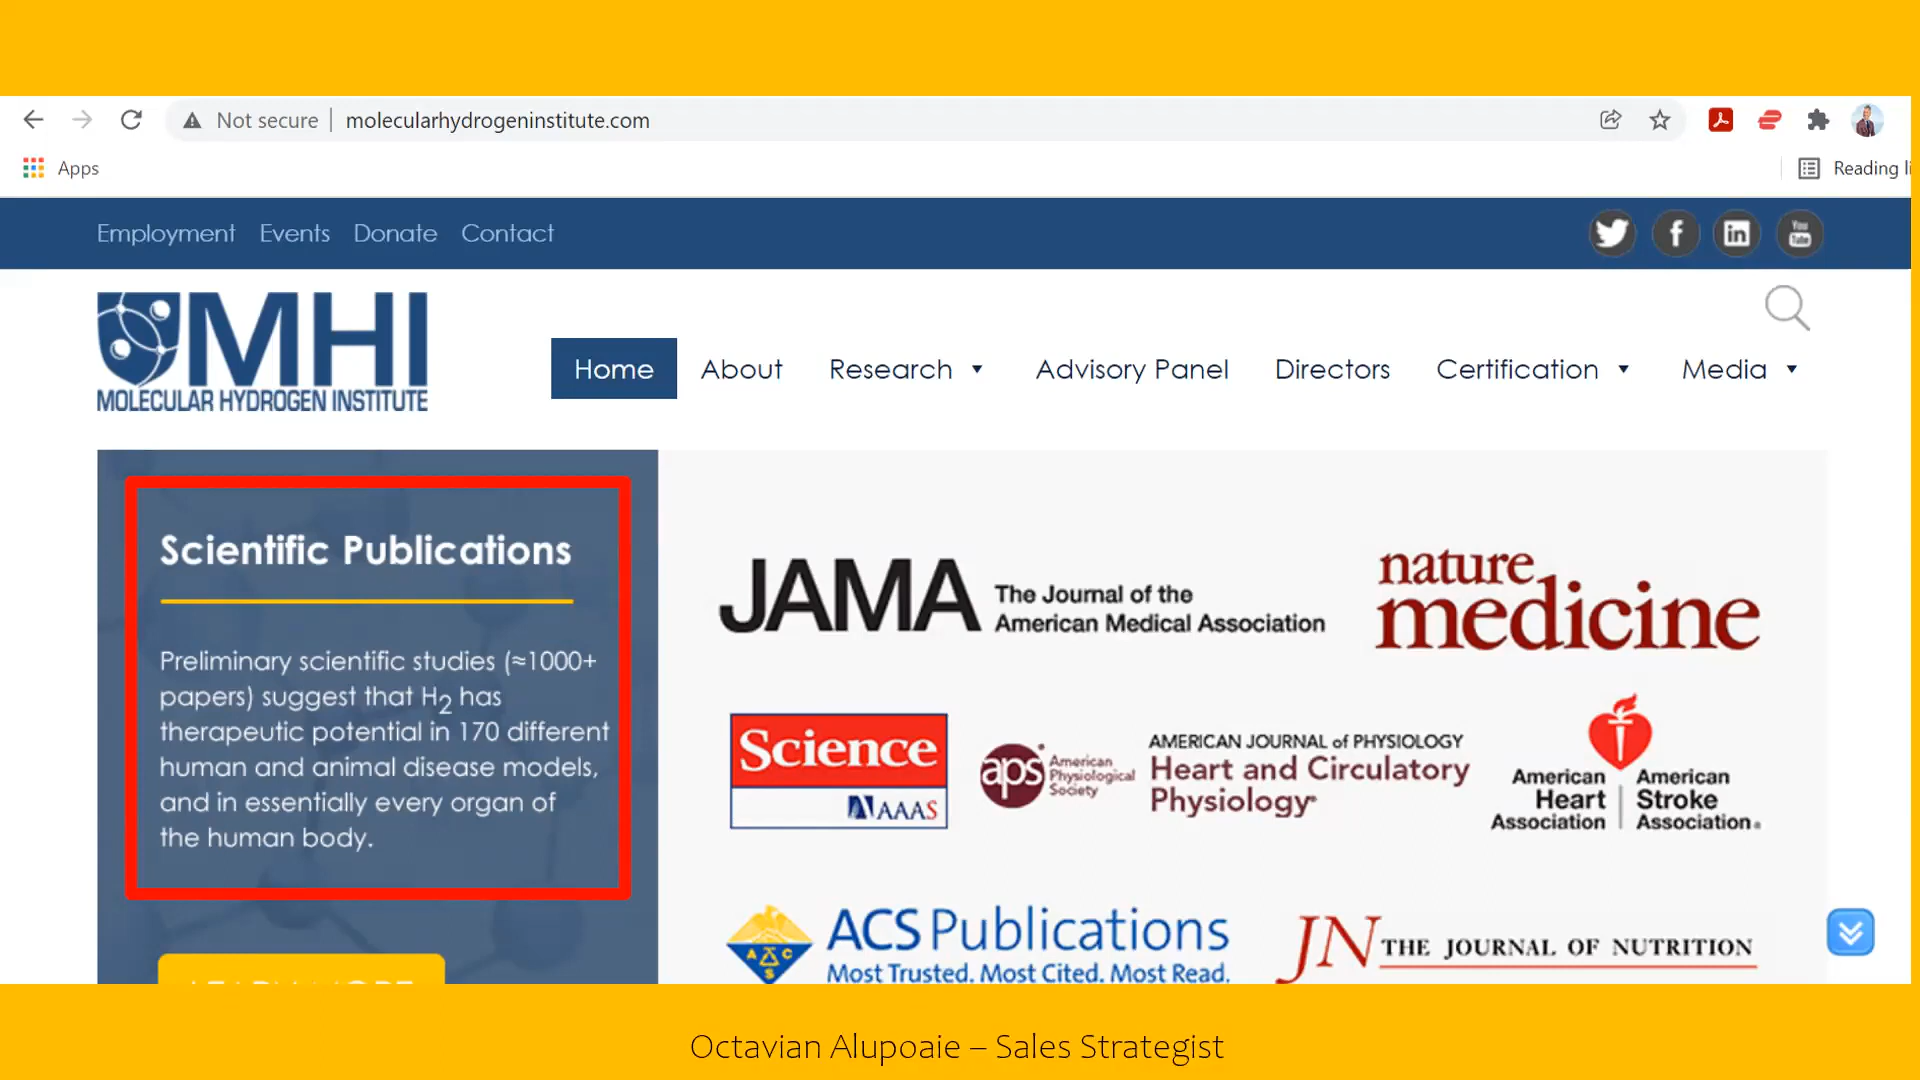 Not secure molecularhydrogeninstitute.com
Apps
Reading li
Employment Events Donate Contact
You
Tube
MHI
MOLECULAR HYDROGEN INSTITUTE
Home About Research Advisory Panel Directors Certification Media
Scientific Publications
Preliminary scientific studies (≈1000+
papers) suggest that H2 has
therapeutic potential in 170 different
human and animal disease models,
and in essentially every organ of
the human body.
LEARN MORE
JAMA The Journal of the
American Medical Association
nature
medicine
Science
AAAS
aps American
Physiological
Society
AMERICAN JOURNAL of PHYSIOLOGY
Heart and Circulatory
Physiology
American Heart Association
American Stroke Association®
ACS
ACS Publications
Most Trusted. Most Cited. Most Read.
JN THE JOURNAL OF NUTRITION
Octavian Alupoaie – Sales Strategist